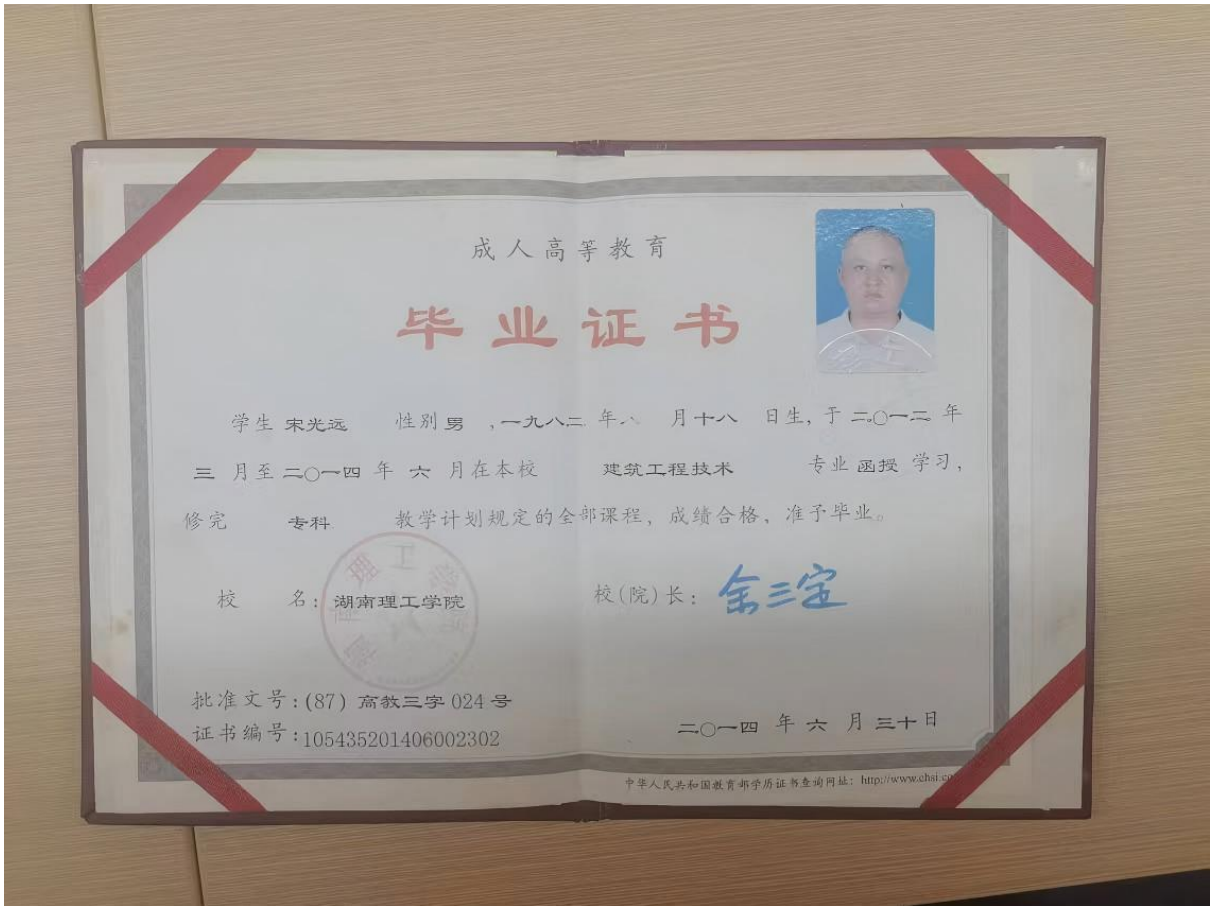 成人高等教育
毕业证书
学生 宋光远 性别 男 ,一九八二 年 八 月十八 日生, 于 二〇一二 年
三 月至 二〇一四 年 六 月在本校 建筑工程技术 专业 函授 学习,
修完 专科 教学计划规定的全部课程, 成绩合格, 准予毕业。
校 名: 湖南理工学院 校(院)长: 余三定
湖南理工学院
批准文号:(87) 高教三字 024 号
证书编号:105435201406002302
二〇一四 年 六 月 三十日
中华人民共和国教育部学历证书查询网址: http://www.chsi.co